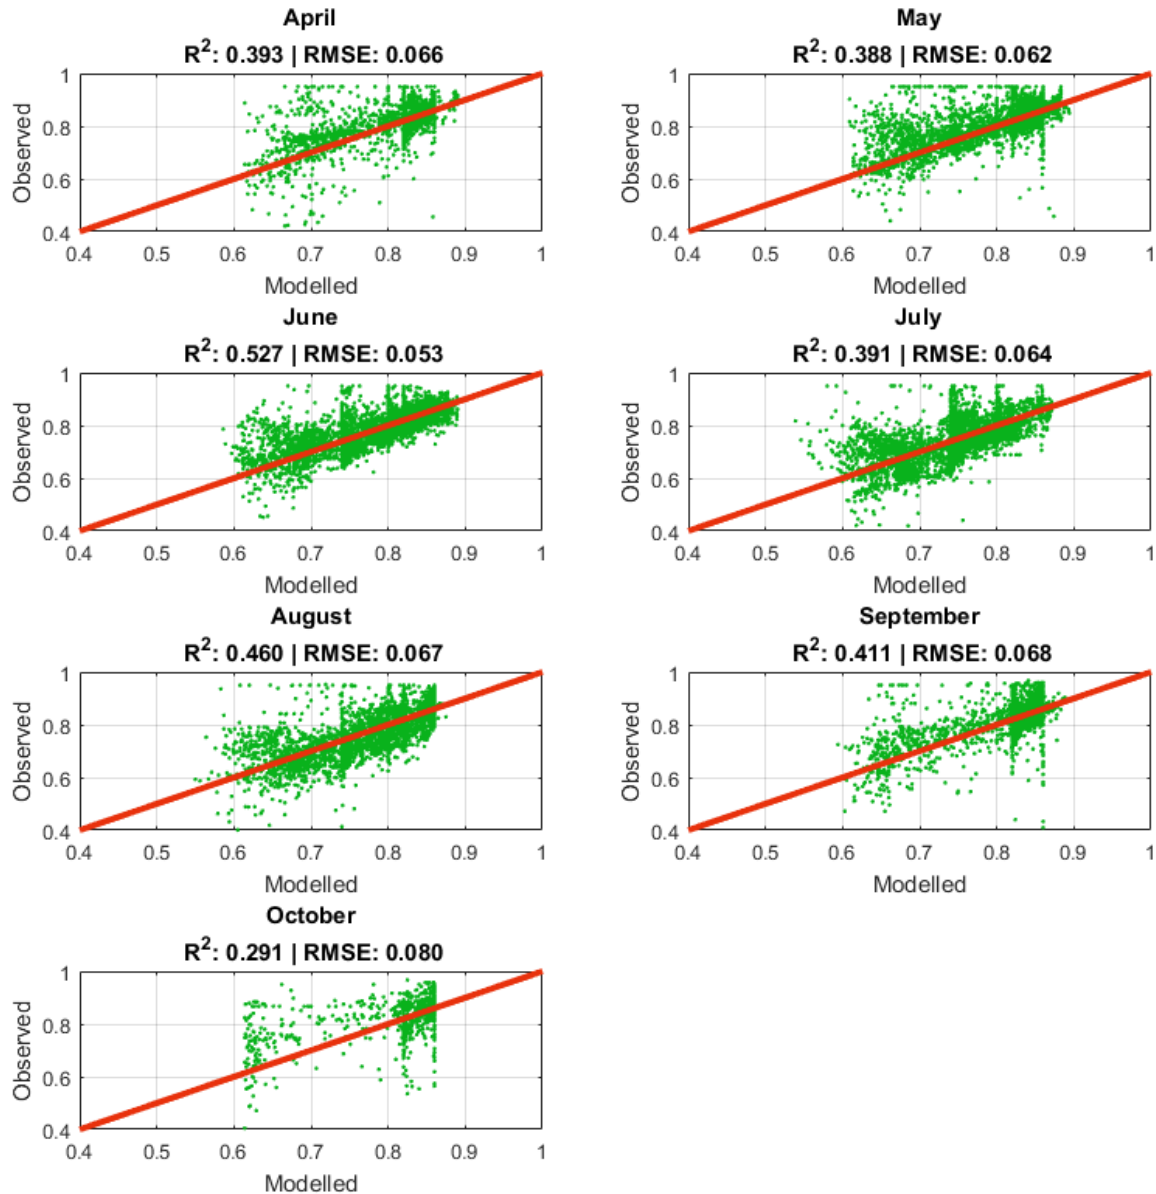 April
R²: 0.393 | RMSE: 0.066
1
0.8
0.6
0.4
Observed
0.4 0.5 0.6 0.7 0.8 0.9 1
Modelled
May
R²: 0.388 | RMSE: 0.062
1
0.8
0.6
0.4
Observed
0.4 0.5 0.6 0.7 0.8 0.9 1
Modelled
June
R²: 0.527 | RMSE: 0.053
1
0.8
0.6
0.4
Observed
0.4 0.5 0.6 0.7 0.8 0.9 1
Modelled
July
R²: 0.391 | RMSE: 0.064
1
0.8
0.6
0.4
Observed
0.4 0.5 0.6 0.7 0.8 0.9 1
Modelled
August
R²: 0.460 | RMSE: 0.067
1
0.8
0.6
0.4
Observed
0.4 0.5 0.6 0.7 0.8 0.9 1
Modelled
September
R²: 0.411 | RMSE: 0.068
1
0.8
0.6
0.4
Observed
0.4 0.5 0.6 0.7 0.8 0.9 1
Modelled
October
R²: 0.291 | RMSE: 0.080
1
0.8
0.6
0.4
Observed
0.4 0.5 0.6 0.7 0.8 0.9 1
Modelled